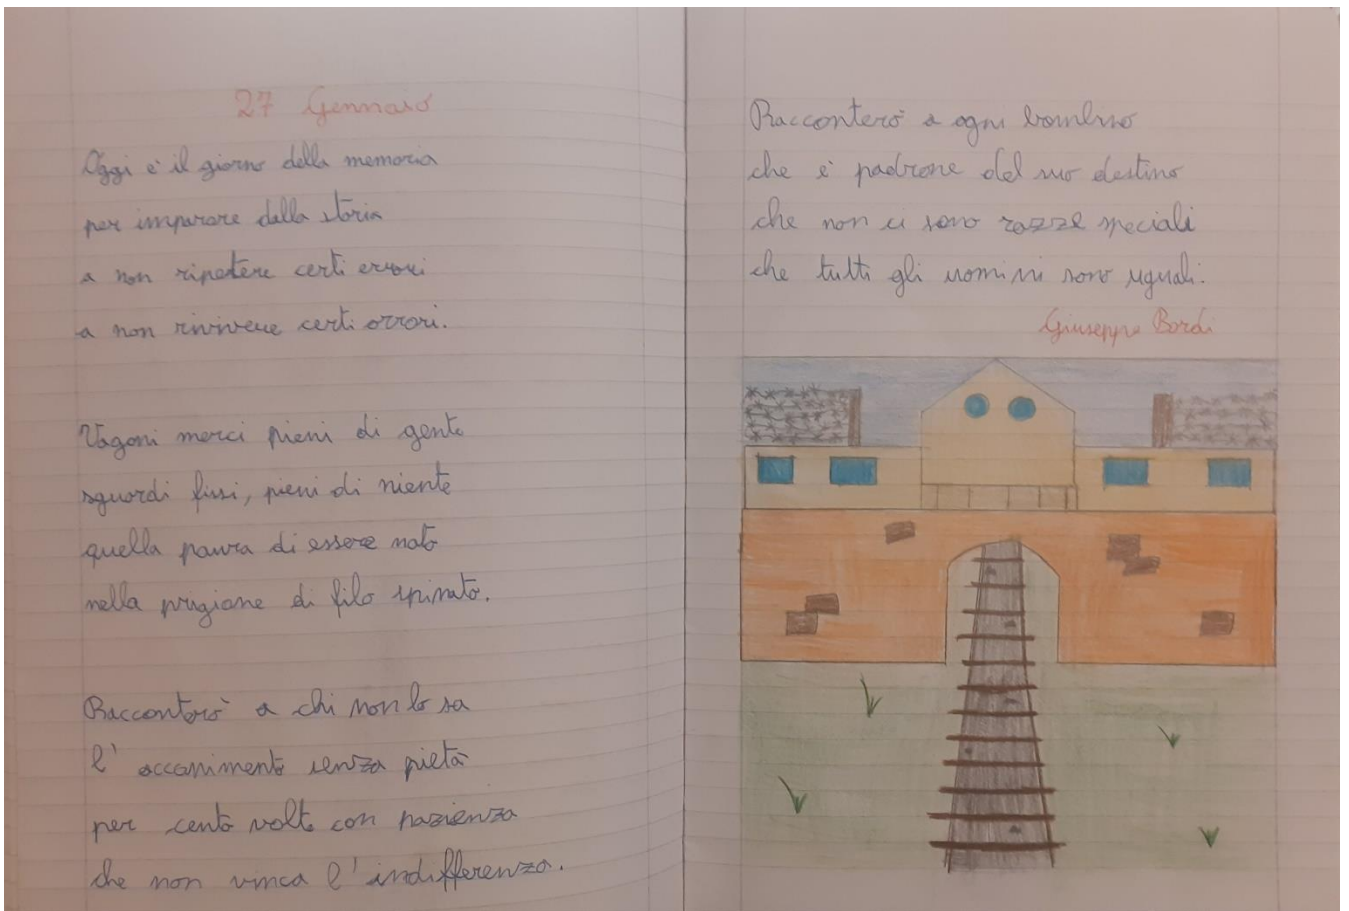 27 Gennaio
Oggi è il giorno della memoria
per imparare dalla storia
a non ripetere certi errori
a non rivivere certi orrori.
Vagoni merci pieni di gente
sguardi fissi, pieni di niente
quella paura di essere nato
nella prigione di filo spinato.
Racconterò a chi non lo sa
l'accanimento senza pietà
per cento volte con pazienza
che non vinca l'indifferenza.
Racconterò a ogni bambino
che è padrone del suo destino
che non ci sono razze speciali
che tutti gli uomini sono uguali.
Giuseppe Bordi